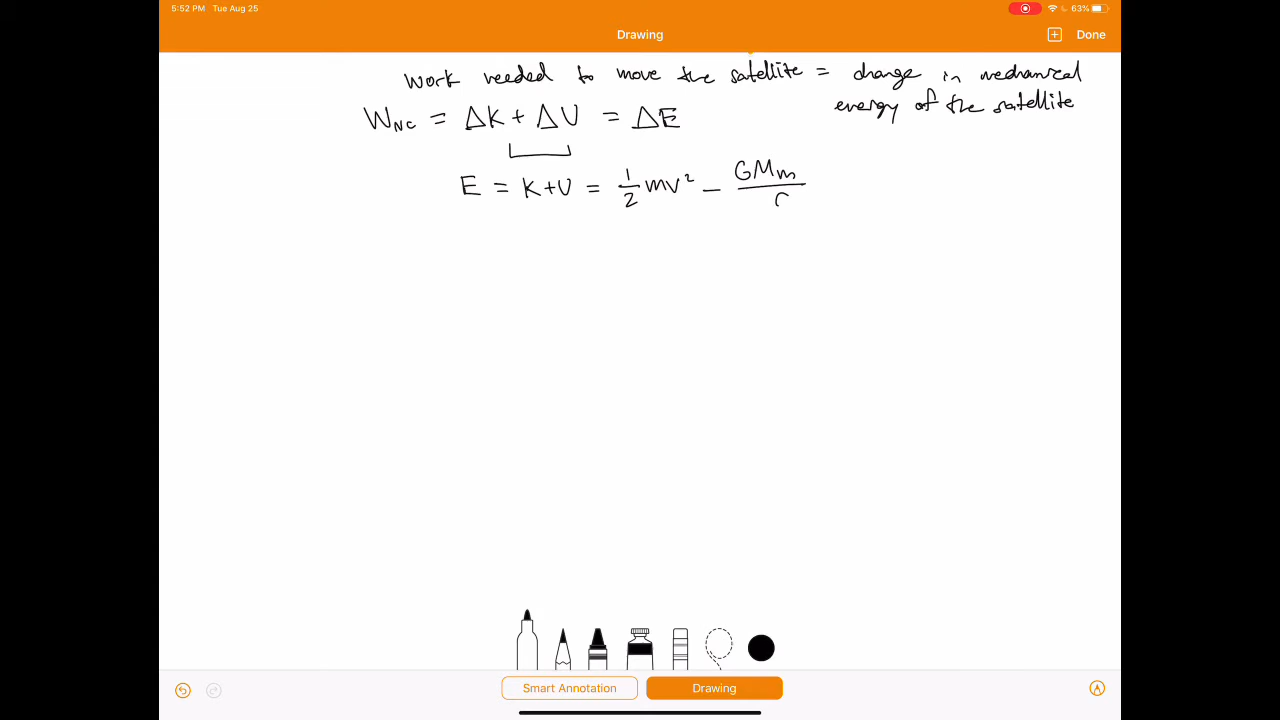 5:52 PM Tue Aug 25
63%
Drawing
Done
Work needed to move the satellite = change in mechanical
energy of the satellite
W_NC = ΔK + ΔU = ΔE
E = K+U = 1/2 mv² − GMm/r
Smart Annotation
Drawing